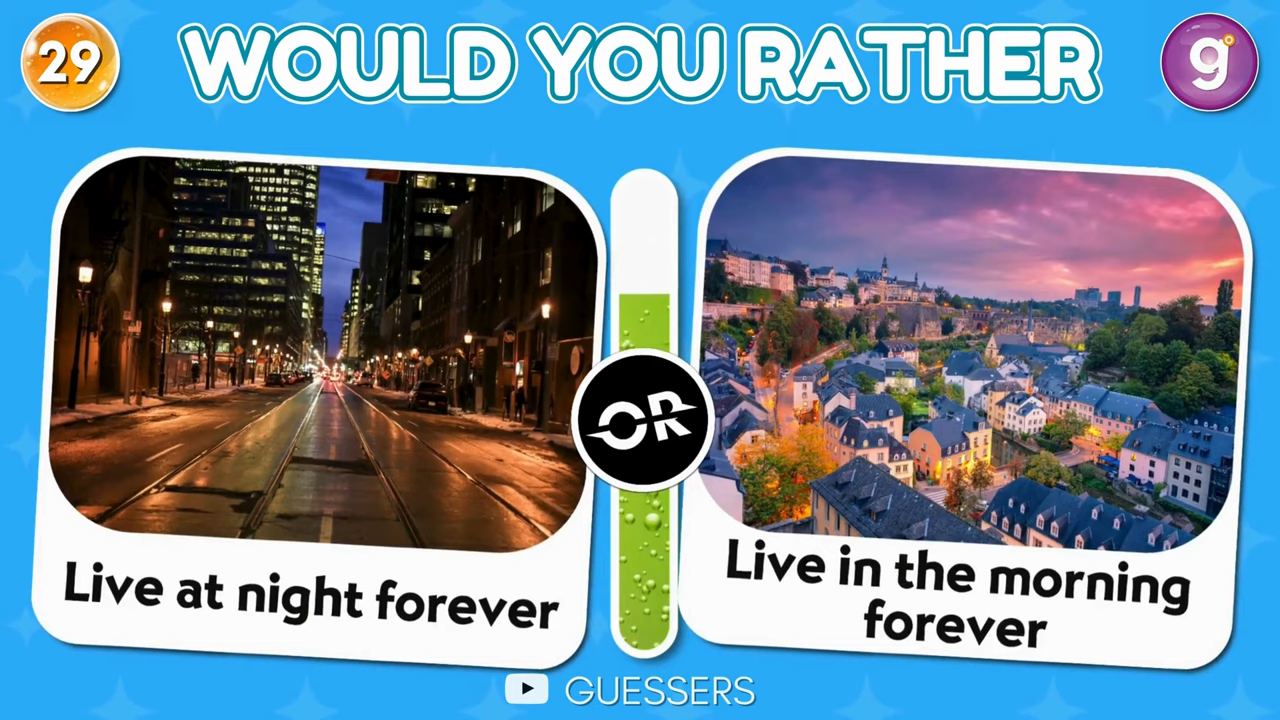 29
WOULD YOU RATHER
g
OR
Live at night forever
Live in the morning
forever
GUESSERS